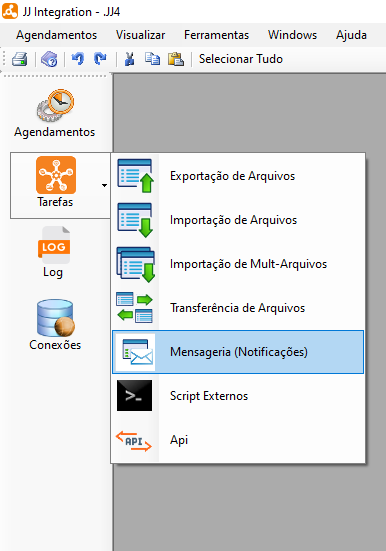 JJ Integration - JJ4
Agendamentos Visualizar Ferramentas Windows Ajuda
Selecionar Tudo
Agendamentos
Tarefas
LOG
Log
Conexões
Exportação de Arquivos
Importação de Arquivos
Importação de Mult-Arquivos
Transferência de Arquivos
Mensageria (Notificações)
>_
Script Externos
API
Api